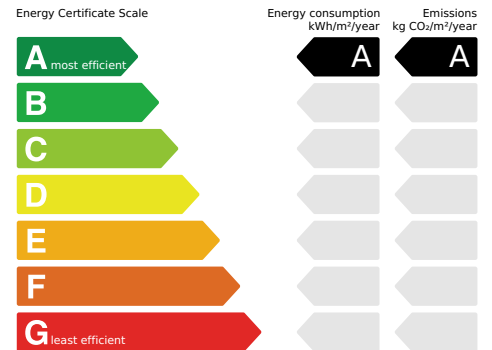 Energy Certificate Scale
Energy consumption
kWh/m²/year
Emissions
kg CO₂/m²/year
A most efficient
A
A
B
C
D
E
F
G least efficient